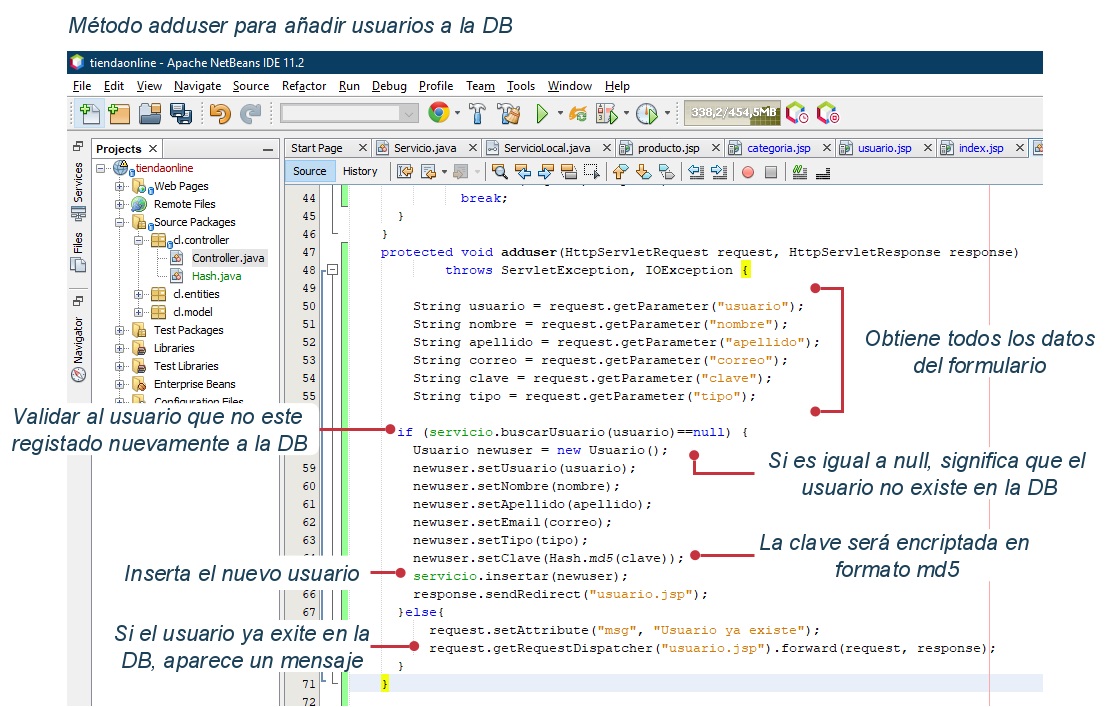 Método adduser para añadir usuarios a la DB
tiendaonline - Apache NetBeans IDE 11.2
File Edit View Navigate Source Refactor Run Debug Profile Team Tools Window Help
338,2/454,5MB
Projects
Start Page Servicio.java ServicioLocal.java producto.jsp categoria.jsp usuario.jsp index.jsp
Source History
Services
Files
Navigator
tiendaonline
Web Pages
Remote Files
Source Packages
cl.controller
Controller.java
Hash.java
cl.entities
cl.model
Test Packages
Libraries
Test Libraries
Enterprise Beans
Configuration Files
44 break;
45 }
46 }
47 protected void adduser(HttpServletRequest request, HttpServletResponse response)
48 throws ServletException, IOException {
49
50 String usuario = request.getParameter("usuario");
51 String nombre = request.getParameter("nombre");
52 String apellido = request.getParameter("apellido");
53 String correo = request.getParameter("correo");
54 String clave = request.getParameter("clave");
55 String tipo = request.getParameter("tipo");
if (servicio.buscarUsuario(usuario)==null) {
Usuario newuser = new Usuario();
59 newuser.setUsuario(usuario);
60 newuser.setNombre(nombre);
61 newuser.setApellido(apellido);
62 newuser.setEmail(correo);
63 newuser.setTipo(tipo);
newuser.setClave(Hash.md5(clave));
servicio.insertar(newuser);
66 response.sendRedirect("usuario.jsp");
67 }else{
request.setAttribute("msg", "Usuario ya existe");
request.getRequestDispatcher("usuario.jsp").forward(request, response);
}
71 }
72
Obtiene todos los datos
del formulario
Validar al usuario que no este
registado nuevamente a la DB
Si es igual a null, significa que el
usuario no existe en la DB
La clave será encriptada en
formato md5
Inserta el nuevo usuario
Si el usuario ya exite en la
DB, aparece un mensaje